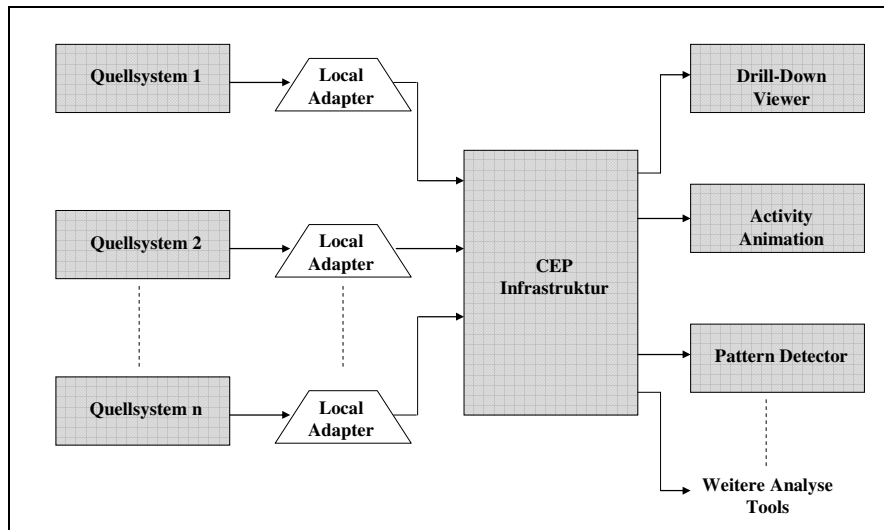 Quellsystem 1
Local
Adapter
Drill-Down
Viewer
Quellsystem 2
Local
Adapter
CEP
Infrastruktur
Activity
Animation
Quellsystem n
Local
Adapter
Pattern Detector
Weitere Analyse
Tools